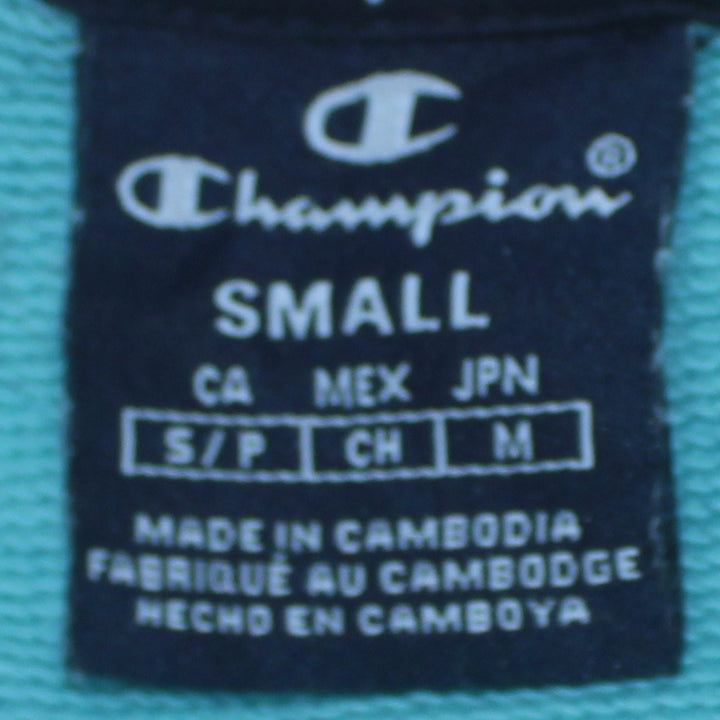 Champion®
SMALL
CA MEX JPN
S/P CH M
MADE IN CAMBODIA
FABRIQUÉ AU CAMBODGE
HECHO EN CAMBOYA